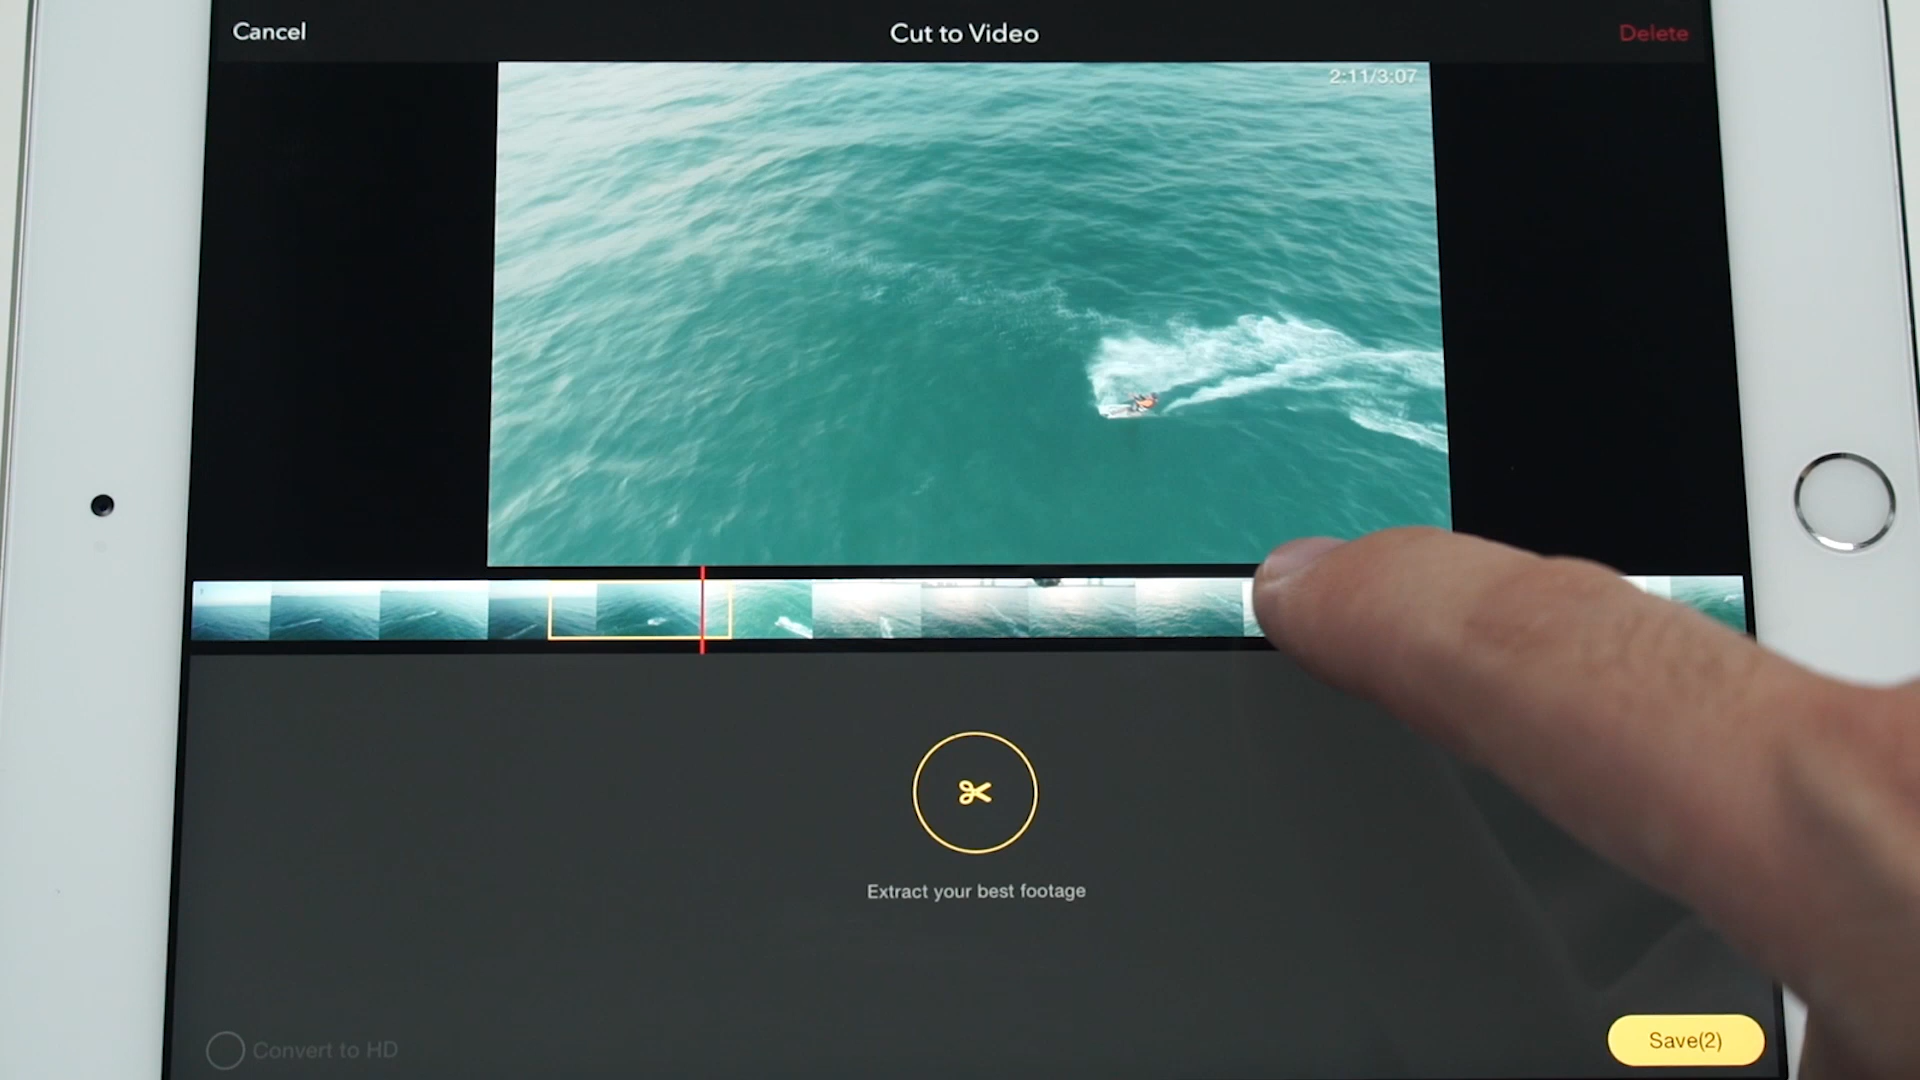 Cancel
Cut to Video
Delete
2:11/3:07
Extract your best footage
Convert to HD
Save(2)